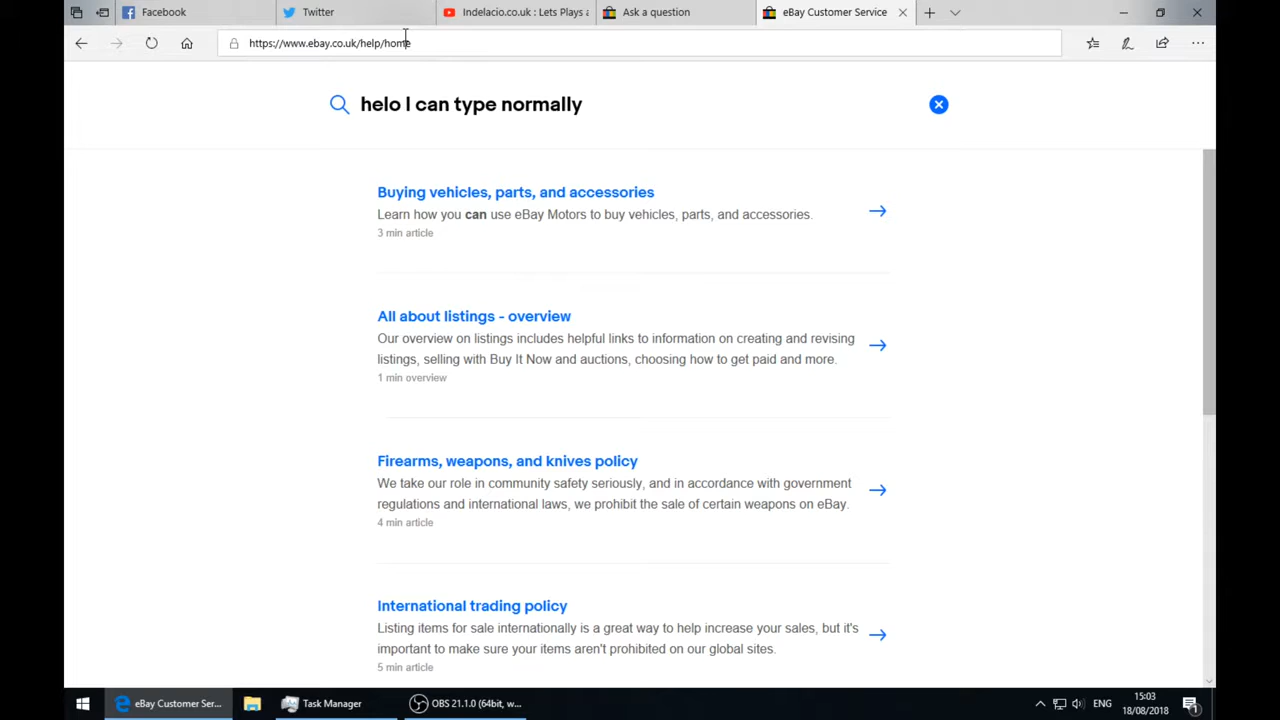 Facebook
Twitter
Indelacio.co.uk : Lets Plays a
Ask a question
eBay Customer Service
https://www.ebay.co.uk/help/home
helo I can type normally
Buying vehicles, parts, and accessories
Learn how you can use eBay Motors to buy vehicles, parts, and accessories.
3 min article
All about listings - overview
Our overview on listings includes helpful links to information on creating and revising
listings, selling with Buy It Now and auctions, choosing how to get paid and more.
1 min overview
Firearms, weapons, and knives policy
We take our role in community safety seriously, and in accordance with government
regulations and international laws, we prohibit the sale of certain weapons on eBay.
4 min article
International trading policy
Listing items for sale internationally is a great way to help increase your sales, but it's
important to make sure your items aren't prohibited on our global sites.
5 min article
eBay Customer Ser...
Task Manager
OBS 21.1.0 (64bit, w...
ENG
15:03
18/08/2018
1